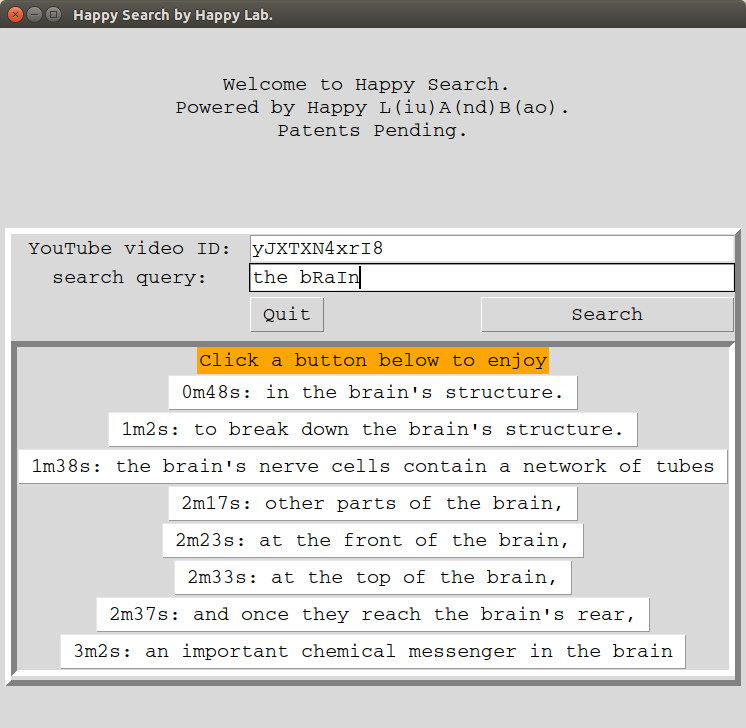 Happy Search by Happy Lab.
Welcome to Happy Search.
Powered by Happy L(iu)A(nd)B(ao).
Patents Pending.
YouTube video ID: yJXTXN4xrI8
search query: the bRaIn
Quit Search
Click a button below to enjoy
0m48s: in the brain's structure.
1m2s: to break down the brain's structure.
1m38s: the brain's nerve cells contain a network of tubes
2m17s: other parts of the brain,
2m23s: at the front of the brain,
2m33s: at the top of the brain,
2m37s: and once they reach the brain's rear,
3m2s: an important chemical messenger in the brain